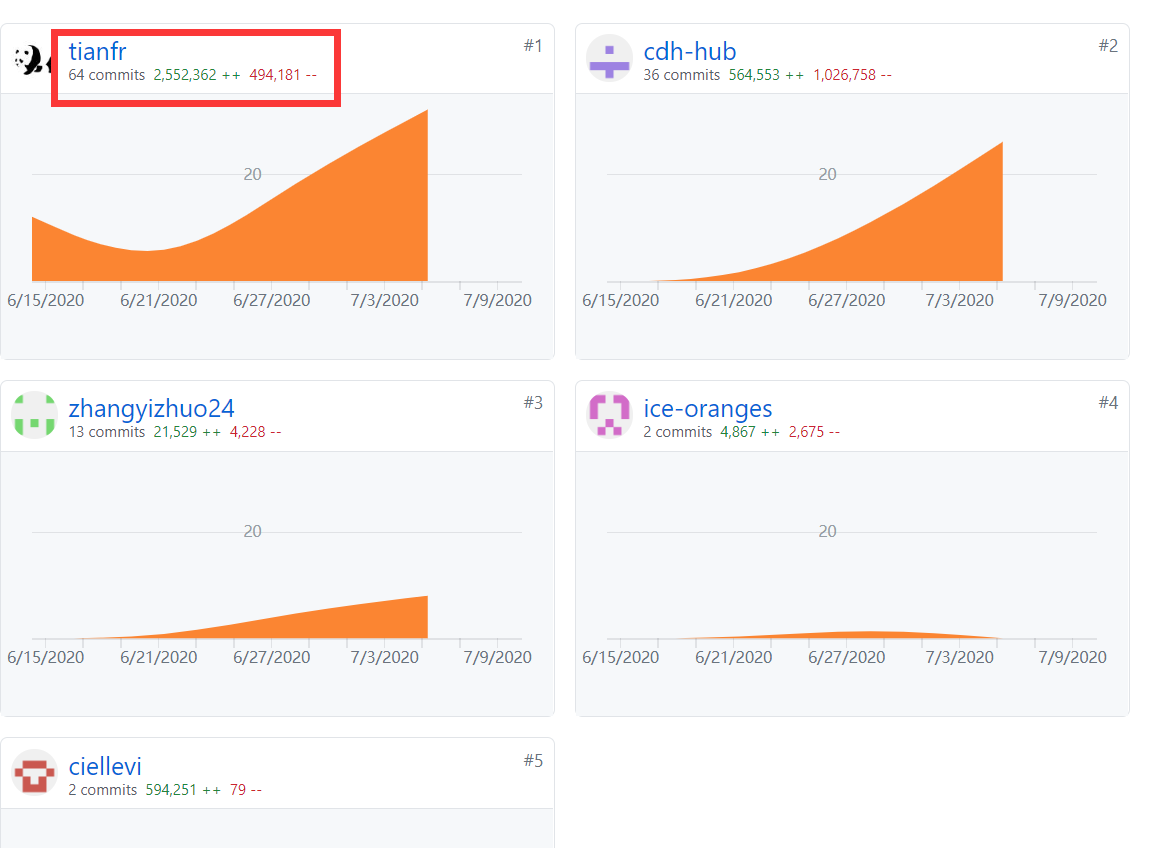 tianfr #1
64 commits 2,552,362 ++ 494,181 --
20
6/15/2020 6/21/2020 6/27/2020 7/3/2020 7/9/2020
cdh-hub #2
36 commits 564,553 ++ 1,026,758 --
20
6/15/2020 6/21/2020 6/27/2020 7/3/2020 7/9/2020
zhangyizhuo24 #3
13 commits 21,529 ++ 4,228 --
20
6/15/2020 6/21/2020 6/27/2020 7/3/2020 7/9/2020
ice-oranges #4
2 commits 4,867 ++ 2,675 --
20
6/15/2020 6/21/2020 6/27/2020 7/3/2020 7/9/2020
ciellevi #5
2 commits 594,251 ++ 79 --